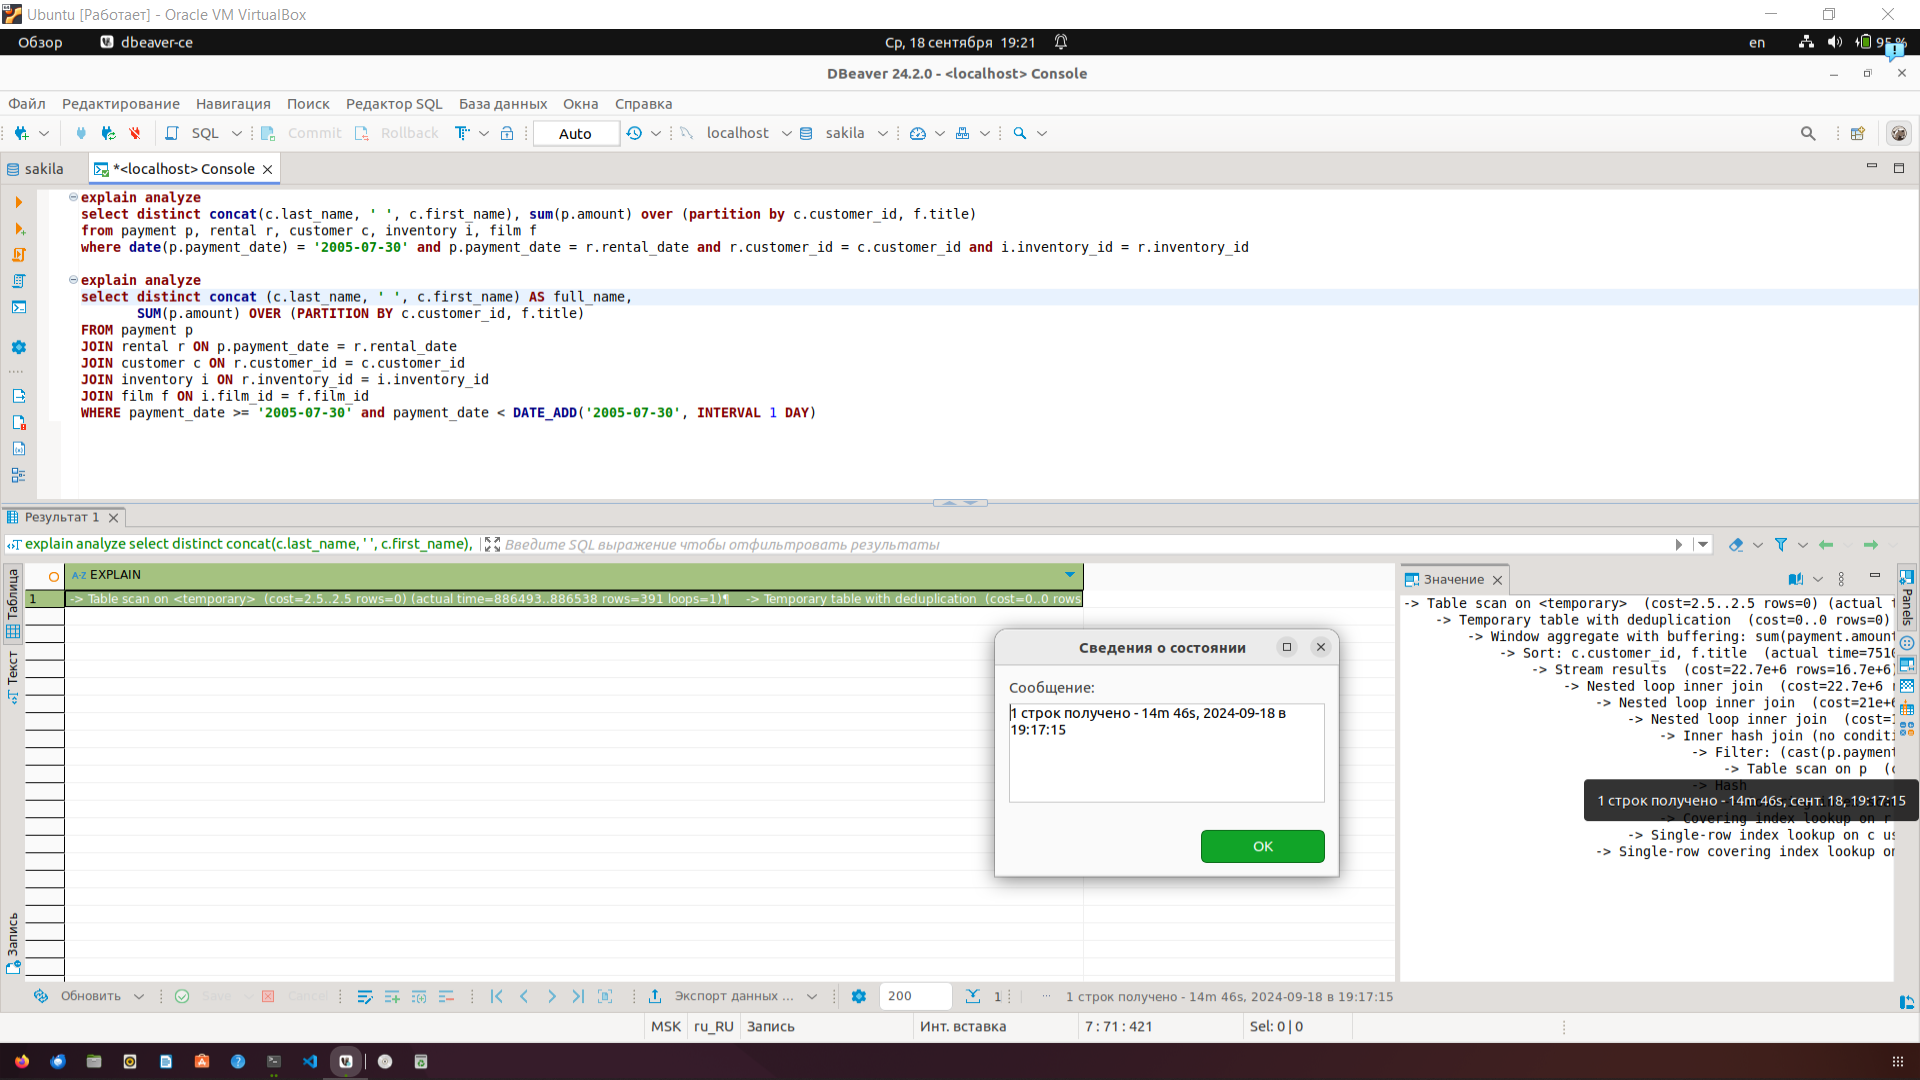 Ubuntu [Работает] - Oracle VM VirtualBox
Обзор dbeaver-ce Ср, 18 сентября 19:21 en 95 %
DBeaver 24.2.0 - <localhost> Console
Файл Редактирование Навигация Поиск Редактор SQL База данных Окна Справка
SQL Commit Rollback Auto localhost sakila
sakila *<localhost> Console
explain analyze
select distinct concat(c.last_name, ' ', c.first_name), sum(p.amount) over (partition by c.customer_id, f.title)
from payment p, rental r, customer c, inventory i, film f
where date(p.payment_date) = '2005-07-30' and p.payment_date = r.rental_date and r.customer_id = c.customer_id and i.inventory_id = r.inventory_id
explain analyze
select distinct concat (c.last_name, ' ', c.first_name) AS full_name,
SUM(p.amount) OVER (PARTITION BY c.customer_id, f.title)
FROM payment p
JOIN rental r ON p.payment_date = r.rental_date
JOIN customer c ON r.customer_id = c.customer_id
JOIN inventory i ON r.inventory_id = i.inventory_id
JOIN film f ON i.film_id = f.film_id
WHERE payment_date >= '2005-07-30' and payment_date < DATE_ADD('2005-07-30', INTERVAL 1 DAY)
Результат 1
explain analyze select distinct concat(c.last_name, ' ', c.first_name), Введите SQL выражение чтобы отфильтровать результаты
Таблица
Текст
Запись
A-Z EXPLAIN
1 -> Table scan on <temporary> (cost=2.5..2.5 rows=0) (actual time=886493..886538 rows=391 loops=1)¶ -> Temporary table with deduplication (cost=0..0 rows
Значение
Panels
-> Table scan on <temporary> (cost=2.5..2.5 rows=0) (actual t
-> Temporary table with deduplication (cost=0..0 rows=0)
-> Window aggregate with buffering: sum(payment.amount
-> Sort: c.customer_id, f.title (actual time=7510
-> Stream results (cost=22.7e+6 rows=16.7e+6)
-> Nested loop inner join (cost=22.7e+6 r
-> Nested loop inner join (cost=21e+6
-> Nested loop inner join (cost=1
-> Inner hash join (no conditi
-> Filter: (cast(p.payment
-> Table scan on p (c
-> Hash
-> Covering index lookup on r
-> Single-row index lookup on c us
-> Single-row covering index lookup on
Сведения о состоянии
Сообщение:
1 строк получено - 14m 46s, 2024-09-18 в
19:17:15
OK
1 строк получено - 14m 46s, сент. 18, 19:17:15
Обновить Save Cancel Экспорт данных ... 200 1 ... 1 строк получено - 14m 46s, 2024-09-18 в 19:17:15
MSK ru_RU Запись Инт. вставка 7 : 71 : 421 Sel: 0 | 0